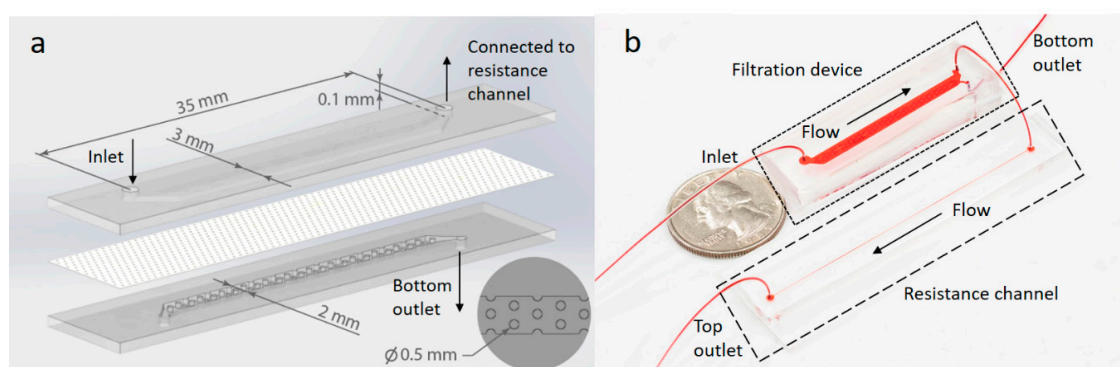 a
Connected to
resistance
channel
35 mm
0.1 mm
3 mm
Inlet
Bottom
outlet
2 mm
Ø0.5 mm
b
Filtration device
Bottom
outlet
Flow
Inlet
Flow
Resistance channel
Top
outlet